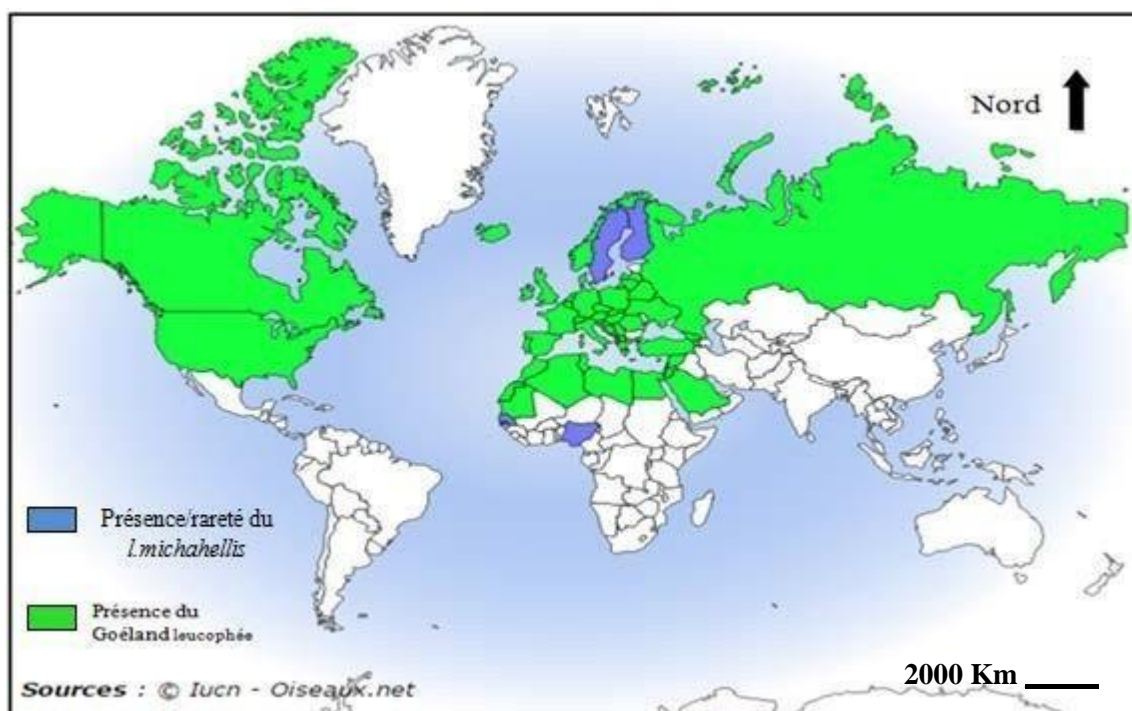 Nord
Présence/rareté du
l.michahellis
Présence du
Goéland leucophée
Sources : © Iucn - Oiseaux.net
2000 Km